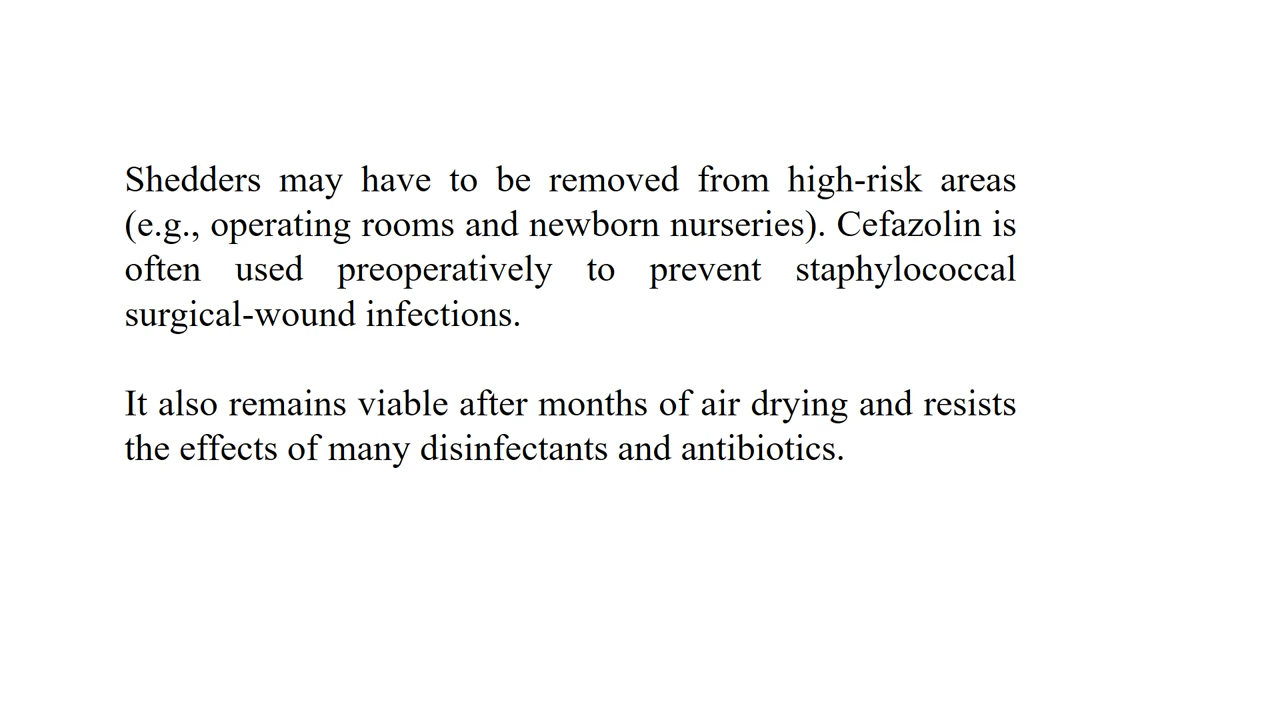 Shedders may have to be removed from high-risk areas
(e.g., operating rooms and newborn nurseries). Cefazolin is
often used preoperatively to prevent staphylococcal
surgical-wound infections.
It also remains viable after months of air drying and resists
the effects of many disinfectants and antibiotics.